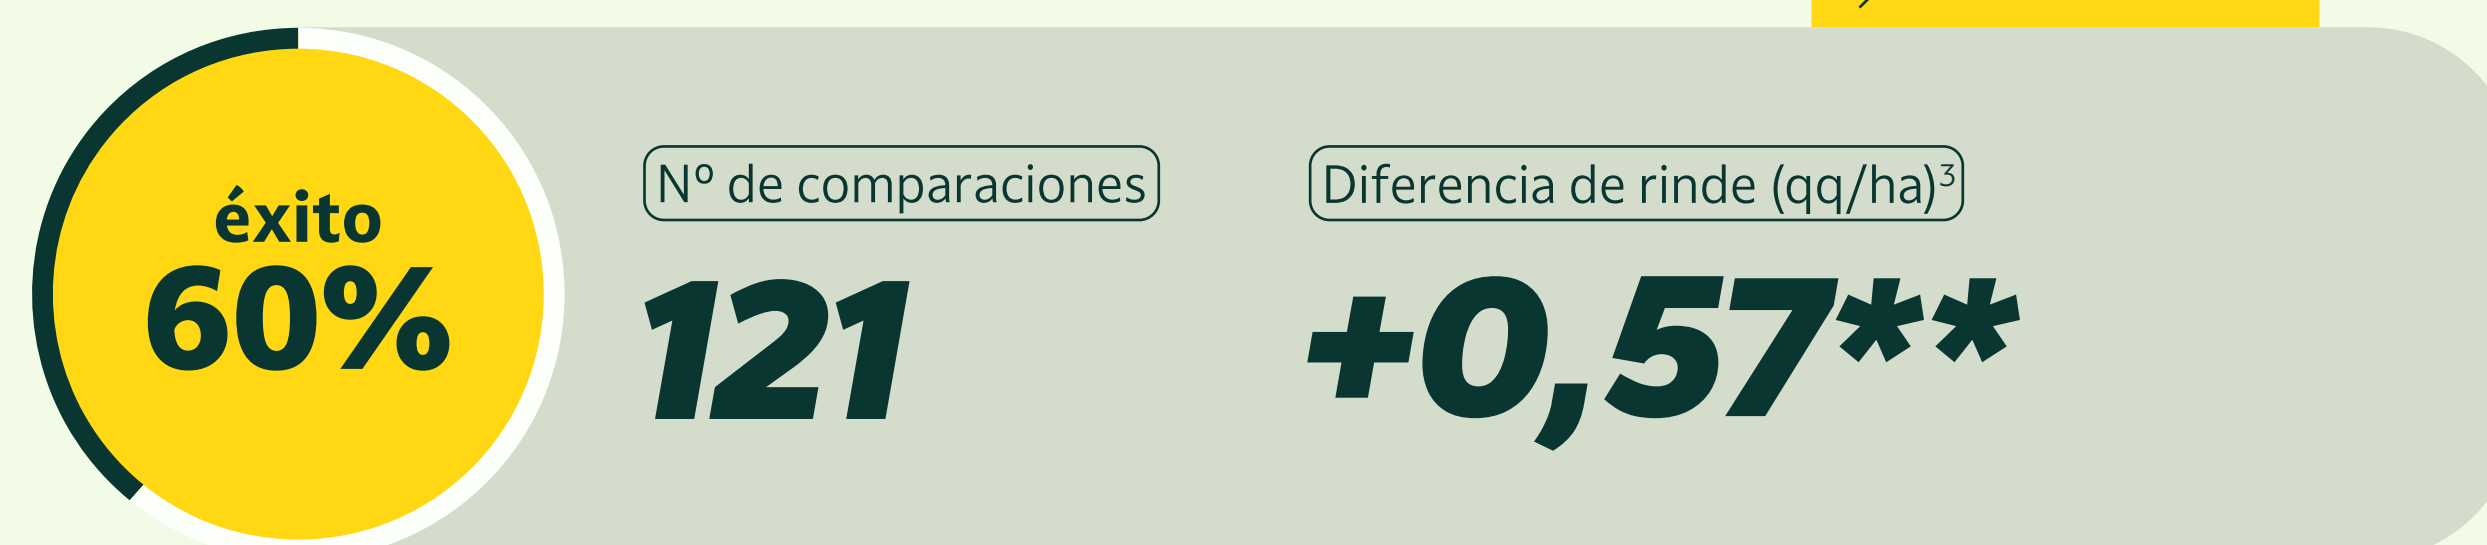 éxito
60%
Nº de comparaciones
121
Diferencia de rinde (qq/ha)³
+0,57**